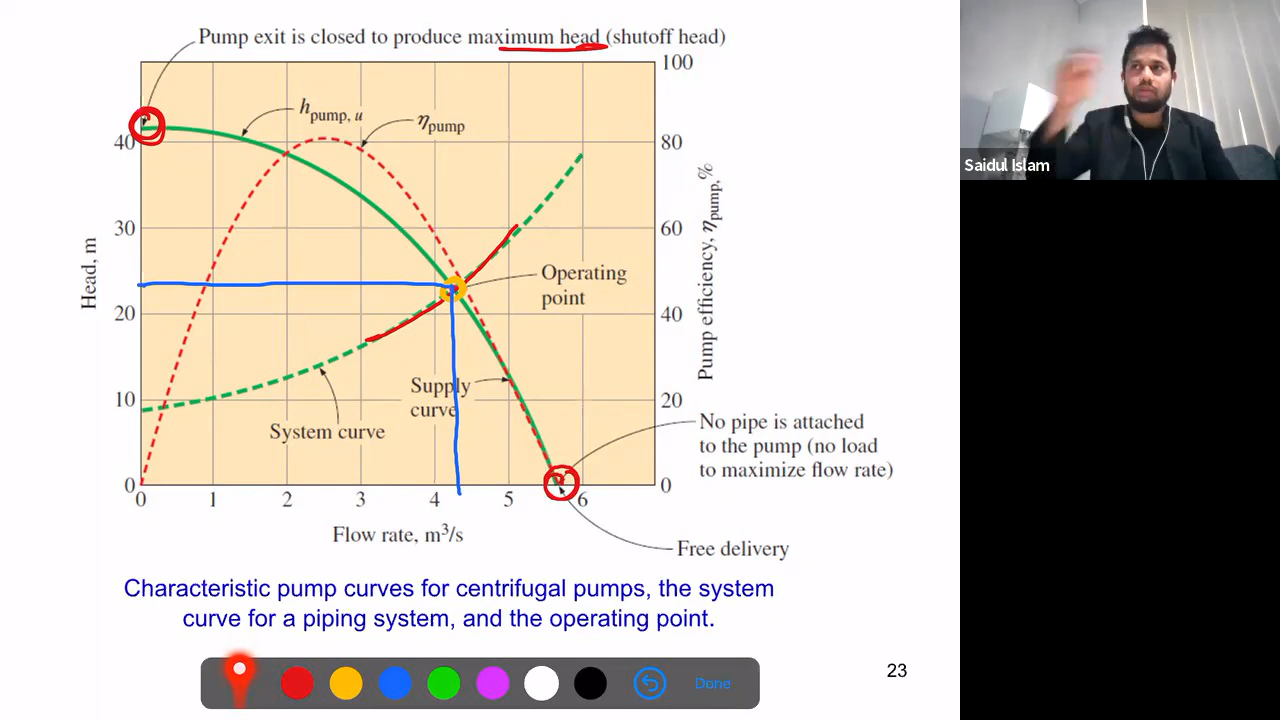 Pump exit is closed to produce maximum head (shutoff head)
100
h pump, u
η pump
40
80
Saidul Islam
30
60
Operating
point
Head, m
Pump efficiency, η pump, %
20
40
Supply
curve
10
20
System curve
No pipe is attached
to the pump (no load
to maximize flow rate)
0
0
0 1 2 3 4 5 6
Flow rate, m³/s
Free delivery
Characteristic pump curves for centrifugal pumps, the system
curve for a piping system, and the operating point.
23
Done